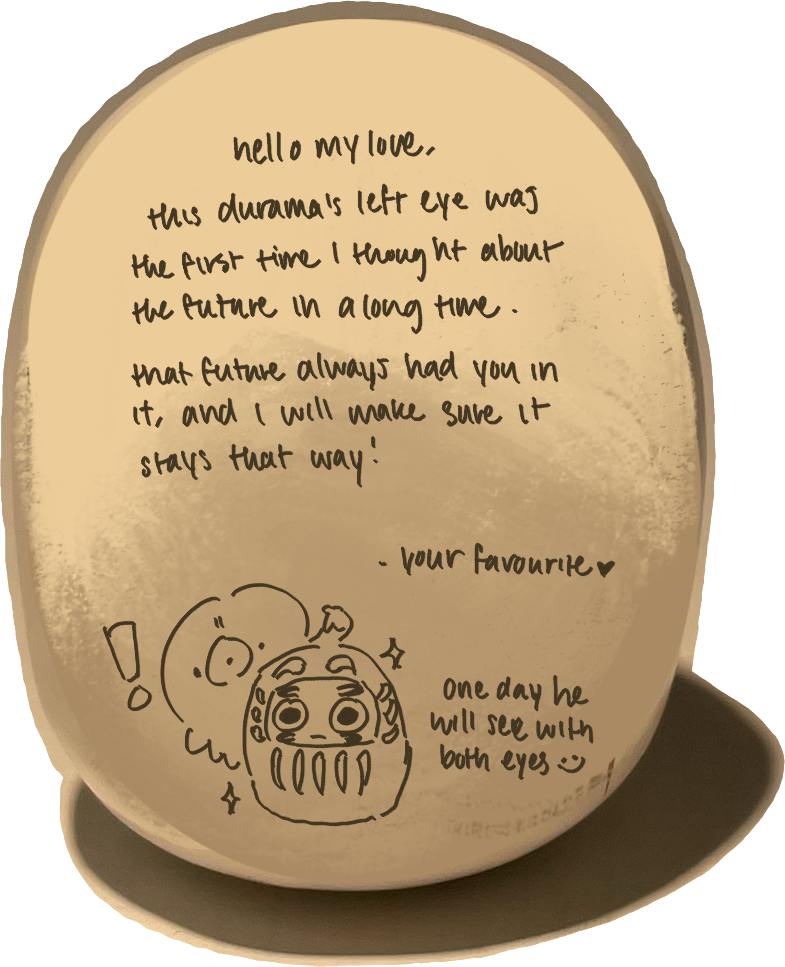 hello my love,
this durama's left eye was
the first time I thought about
the future in a long time.
that future always had you in
it, and I will make sure it
stays that way!
- your favourite♥
one day he
will see with
both eyes